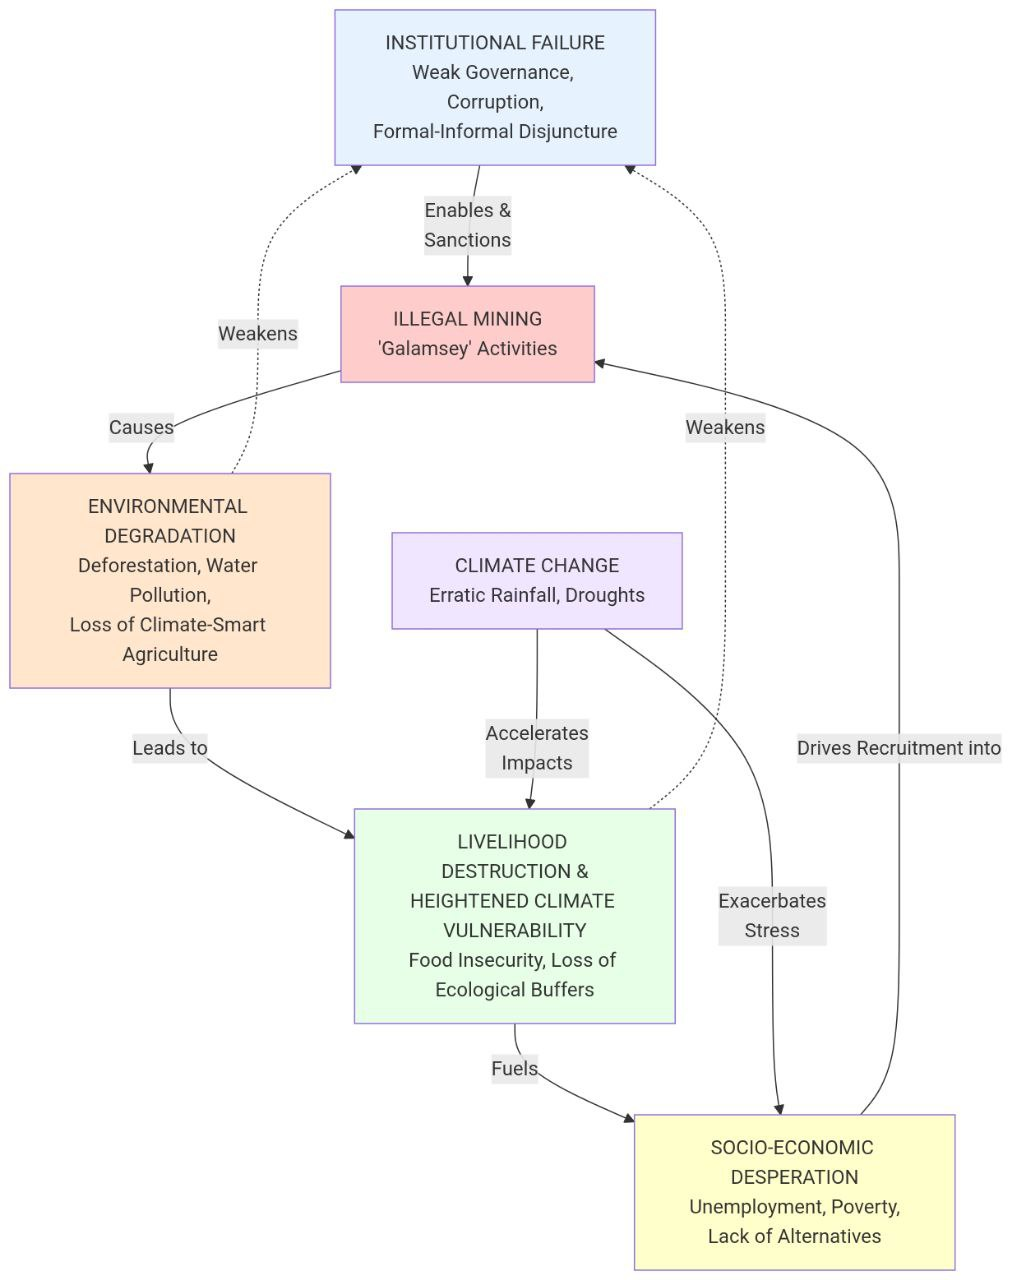 INSTITUTIONAL FAILURE
Weak Governance,
Corruption,
Formal-Informal Disjuncture
Enables &
Sanctions
ILLEGAL MINING
'Galamsey' Activities
Weakens
Causes
Weakens
ENVIRONMENTAL
DEGRADATION
Deforestation, Water
Pollution,
Loss of Climate-Smart
Agriculture
CLIMATE CHANGE
Erratic Rainfall, Droughts
Leads to
Accelerates
Impacts
Drives Recruitment into
LIVELIHOOD
DESTRUCTION &
HEIGHTENED CLIMATE
VULNERABILITY
Food Insecurity, Loss of
Ecological Buffers
Exacerbates
Stress
Fuels
SOCIO-ECONOMIC
DESPERATION
Unemployment, Poverty,
Lack of Alternatives